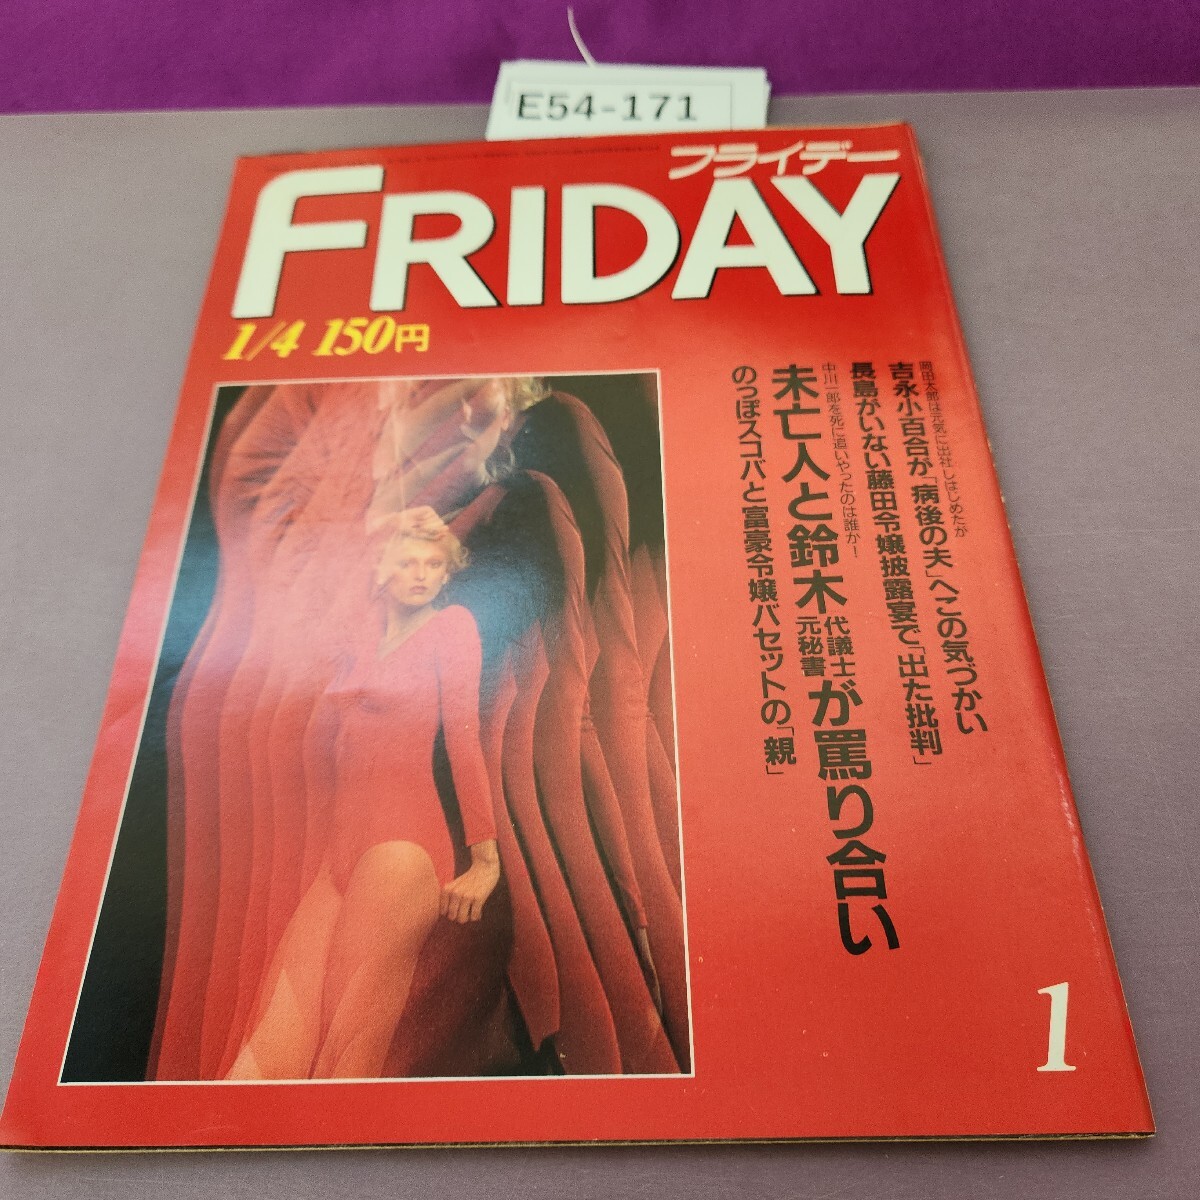 E54-171
フライデー
FRIDAY
1/4 150円
岡田太郎は元気に出社しはじめたが
吉永小百合が「病後の夫」へこの気づかい
長島がいない藤田令嬢披露宴で「出た批判」
中川一郎を死に追いやったのは誰か!
未亡人と鈴木代議士元秘書が罵り合い
のっぽスコバと富豪令嬢バセットの「親」
1